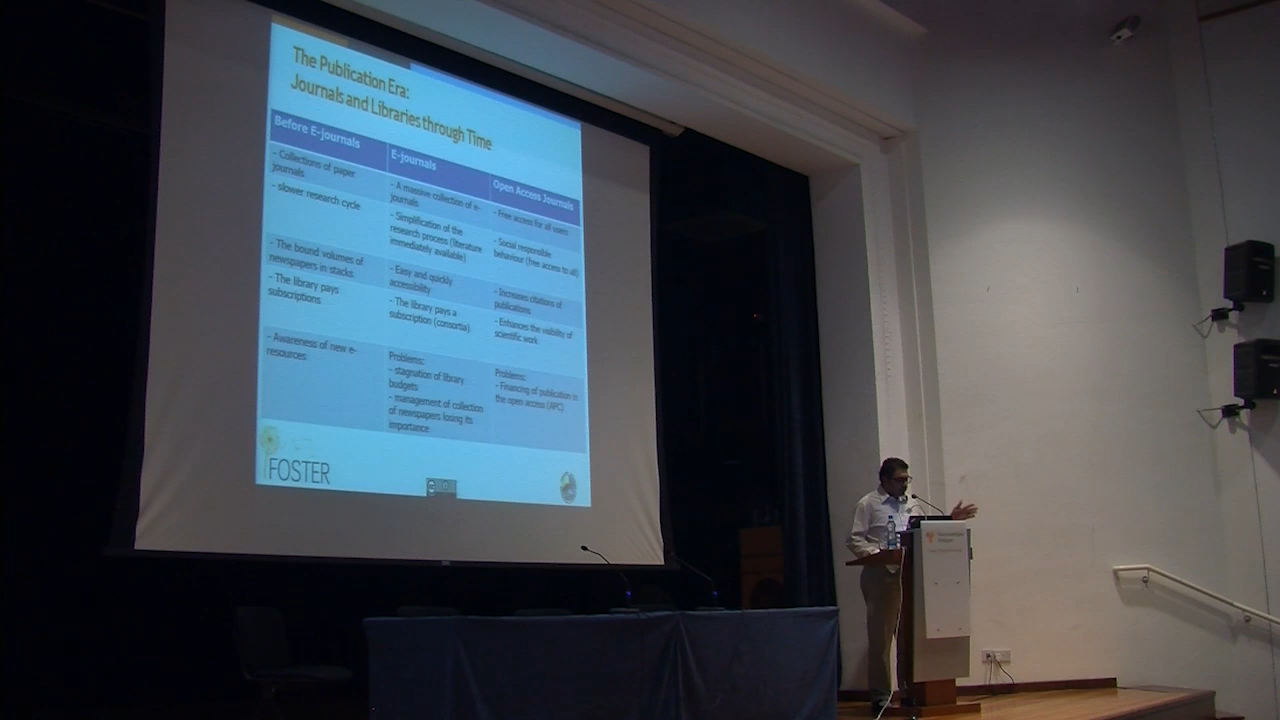 The Publication Era:
Journals and Libraries through Time
Before E-journals
E-journals
Open Access Journals
- Collections of paper
journals
- A massive collection of e-
journals
- Free access for all users
- slower research cycle
- Simplification of the
research process (literature
immediately available)
- Social responsible
behaviour (free access to all)
- The bound volumes of
newspapers in stacks
- Easy and quickly
accessibility
- Increases citations of
publications
- The library pays
subscriptions
- The library pays a
subscription (consortia)
- Enhances the visibility of
scientific work
- Awareness of new e-
resources
Problems:
- stagnation of library
budgets
- management of collection
of newspapers losing its
importance
Problems:
- Financing of publication in
the open access (APC)
FOSTER